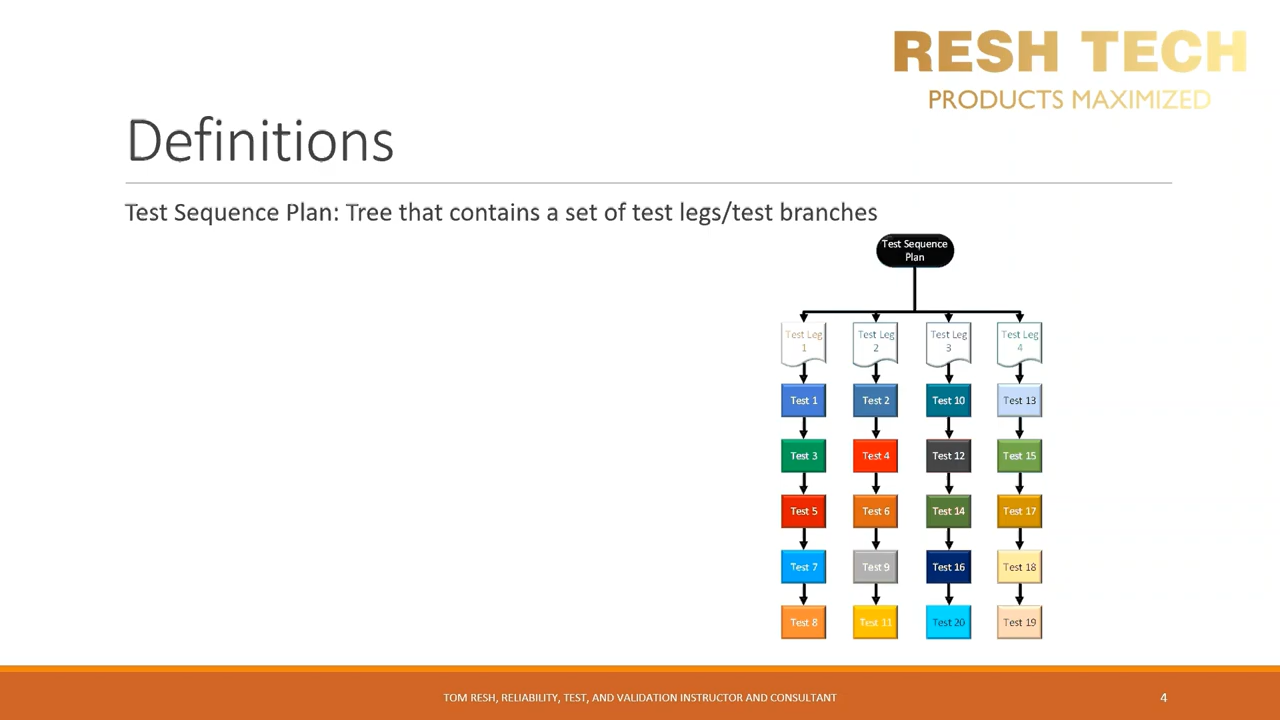 RESH TECH
PRODUCTS MAXIMIZED
Definitions
Test Sequence Plan: Tree that contains a set of test legs/test branches
Test Sequence
Plan
Test Leg
1
Test Leg
2
Test Leg
3
Test Leg
4
Test 1
Test 2
Test 10
Test 13
Test 3
Test 4
Test 12
Test 15
Test 5
Test 6
Test 14
Test 17
Test 7
Test 9
Test 16
Test 18
Test 8
Test 11
Test 20
Test 19
TOM RESH, RELIABILITY, TEST, AND VALIDATION INSTRUCTOR AND CONSULTANT
4